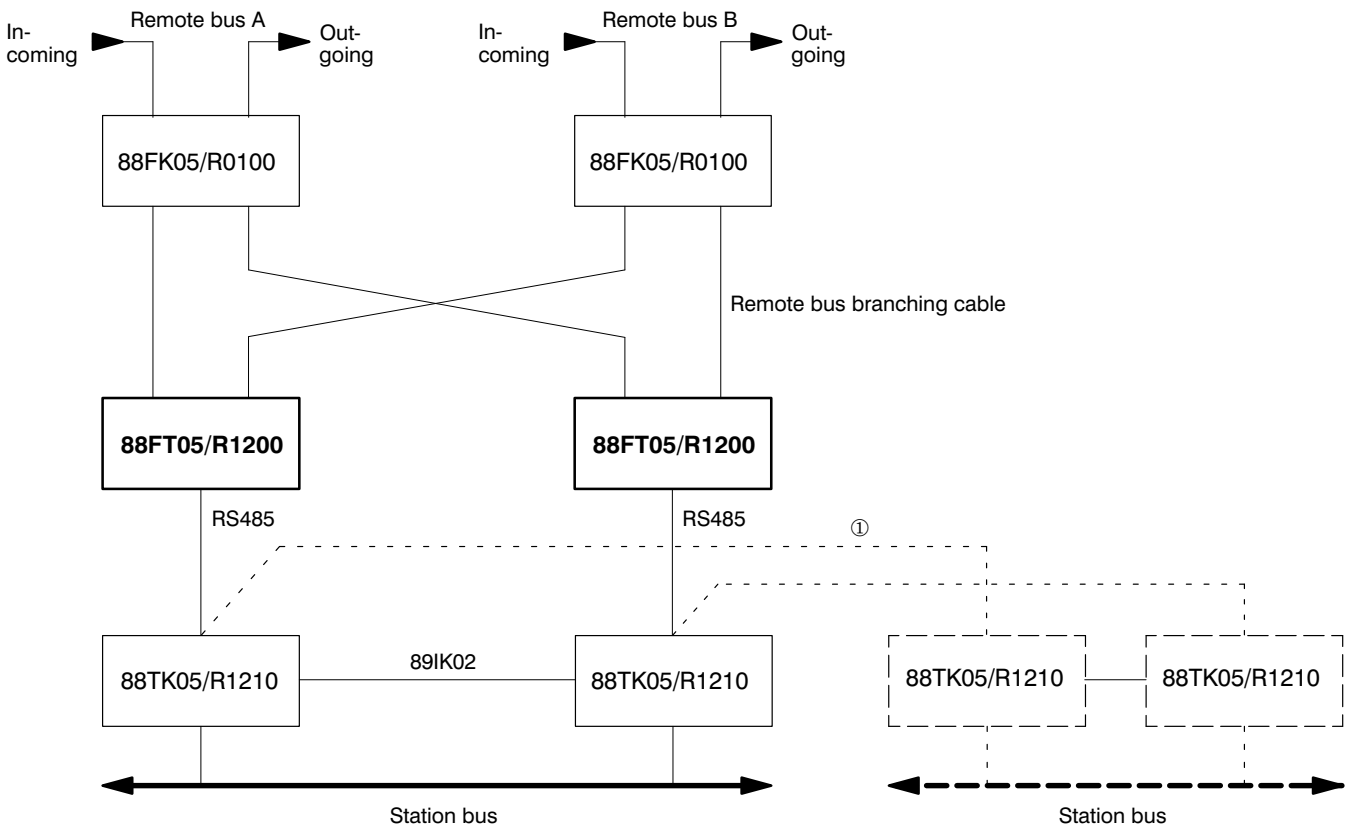 Remote bus A
In-
coming
Out-
going
Remote bus B
In-
coming
Out-
going
88FK05/R0100
88FK05/R0100
Remote bus branching cable
88FT05/R1200
88FT05/R1200
RS485
RS485
①
88TK05/R1210
89IK02
88TK05/R1210
88TK05/R1210
88TK05/R1210
Station bus
Station bus